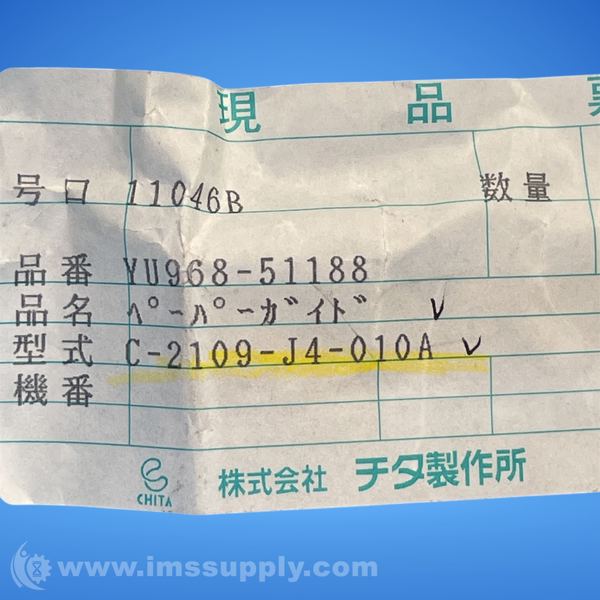 現品票
号口 11046B 数量
品番 YU968-51188
品名 ﾍﾟｰﾊﾟｰｶﾞｲﾄﾞ
型式 C-2109-J4-010A
機番
CHITA 株式会社 チタ製作所
www.imssupply.com